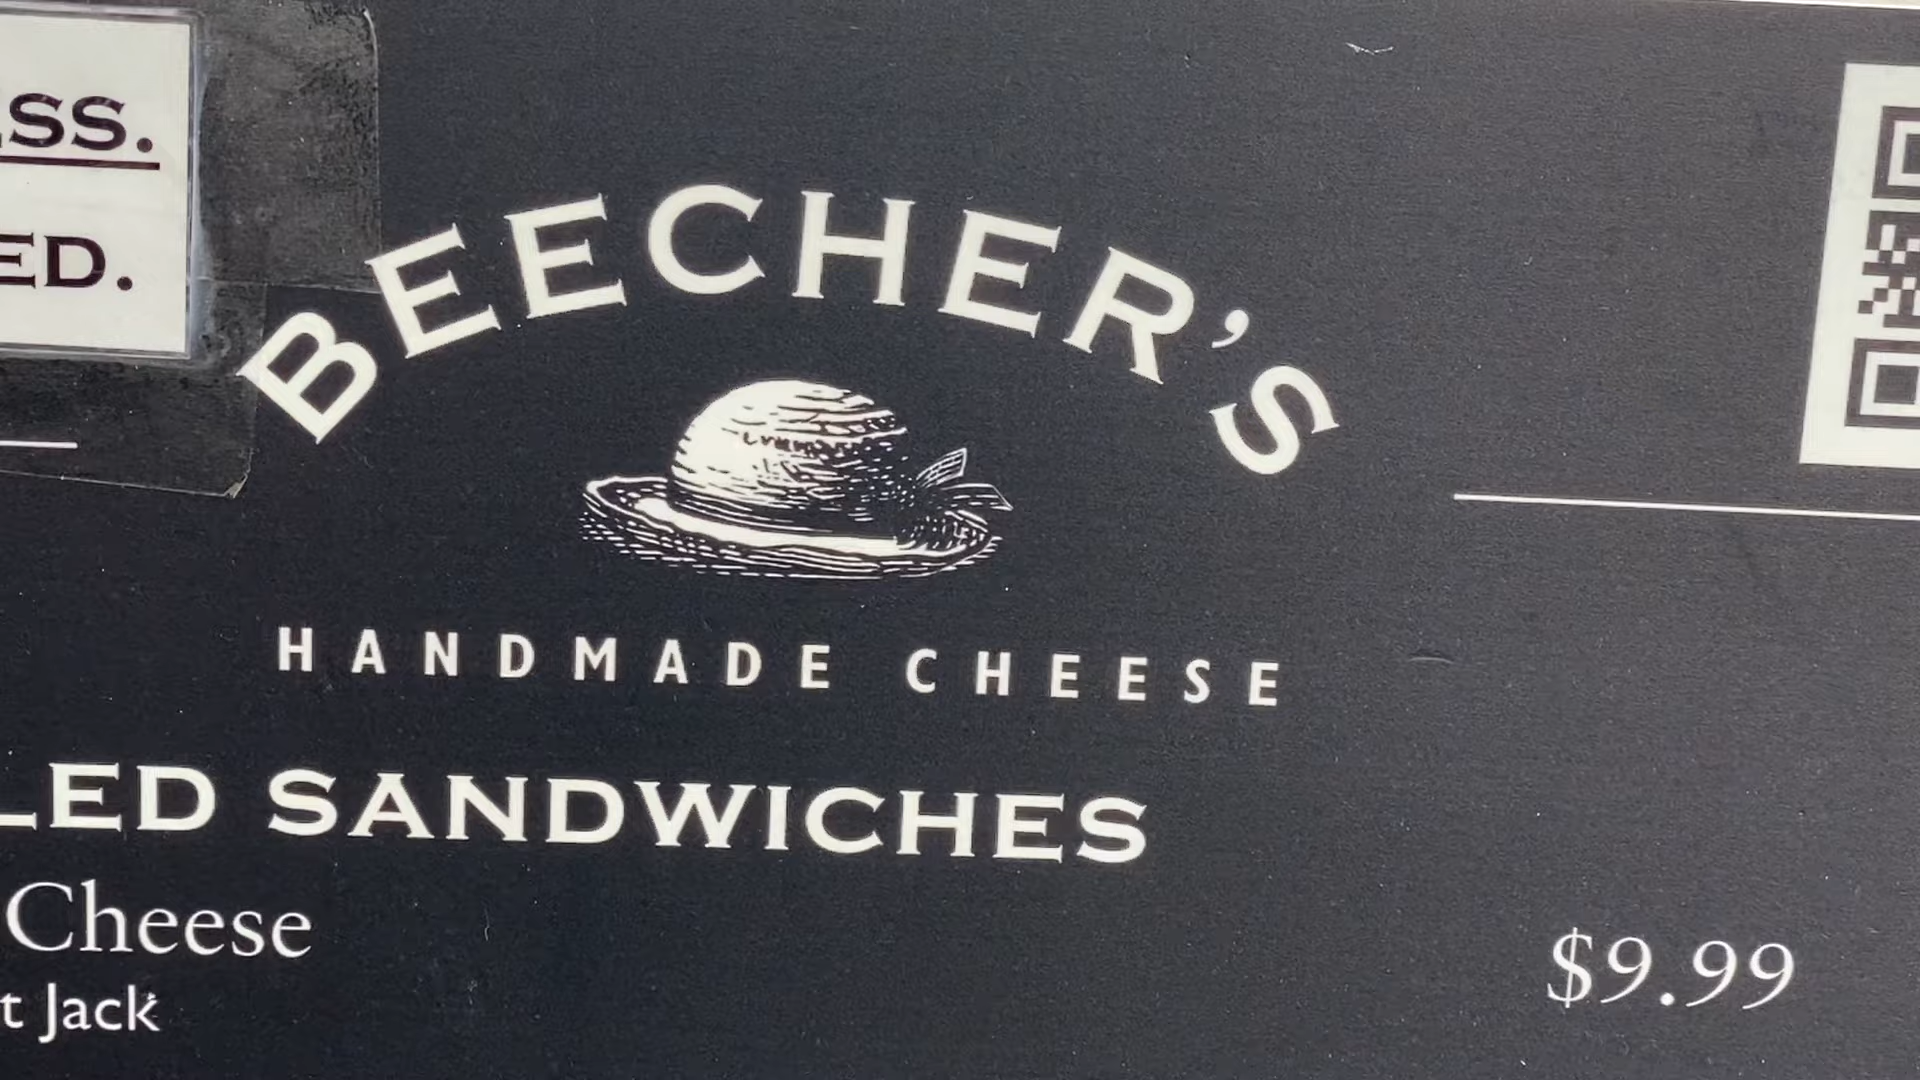 SS.
ED.
BEECHER'S
HANDMADE CHEESE
LED SANDWICHES
Cheese $9.99
t Jack